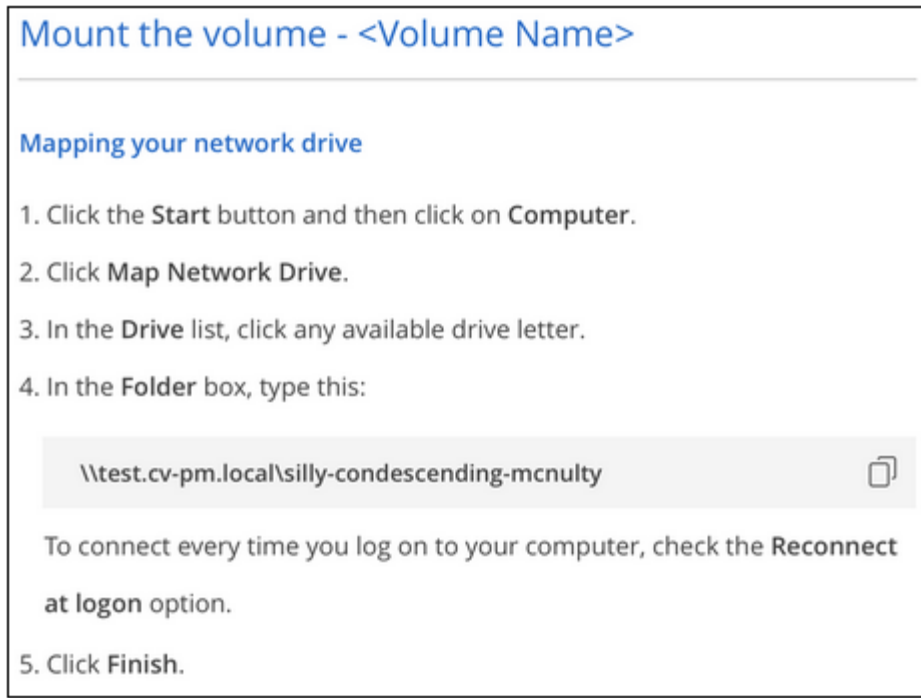 Mount the volume - <Volume Name>
Mapping your network drive
1. Click the Start button and then click on Computer.
2. Click Map Network Drive.
3. In the Drive list, click any available drive letter.
4. In the Folder box, type this:
\\test.cv-pm.local\silly-condescending-mcnulty
To connect every time you log on to your computer, check the Reconnect
at logon option.
5. Click Finish.